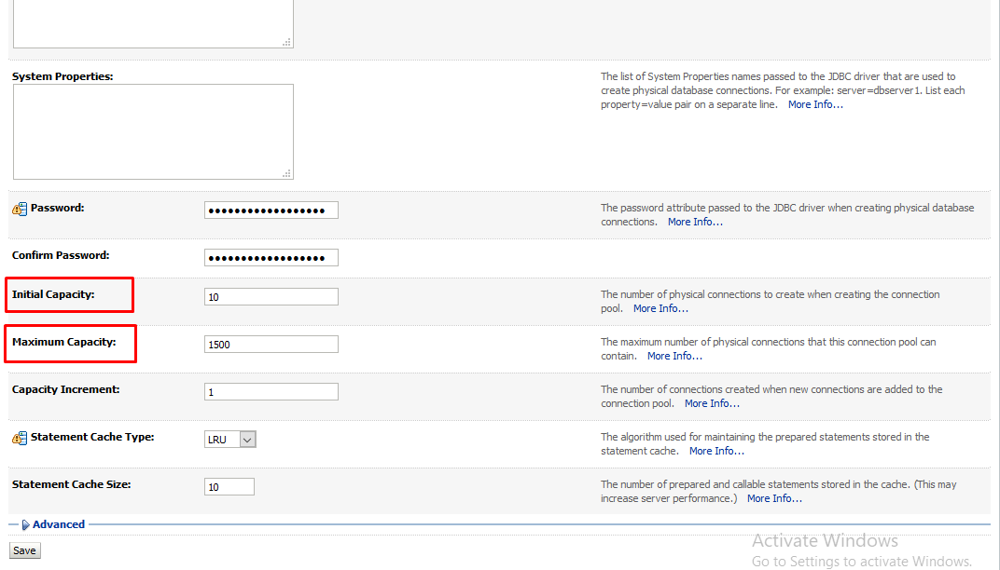 System Properties:
The list of System Properties names passed to the JDBC driver that are used to
create physical database connections. For example: server=dbserver1. List each
property=value pair on a separate line. More Info...
Password:
••••••••••••••••••
The password attribute passed to the JDBC driver when creating physical database
connections. More Info...
Confirm Password:
••••••••••••••••••
Initial Capacity:
10
The number of physical connections to create when creating the connection
pool. More Info...
Maximum Capacity:
1500
The maximum number of physical connections that this connection pool can
contain. More Info...
Capacity Increment:
1
The number of connections created when new connections are added to the
connection pool. More Info...
Statement Cache Type:
LRU
The algorithm used for maintaining the prepared statements stored in the
statement cache. More Info...
Statement Cache Size:
10
The number of prepared and callable statements stored in the cache. (This may
increase server performance.) More Info...
Advanced
Save
Activate Windows
Go to Settings to activate Windows.